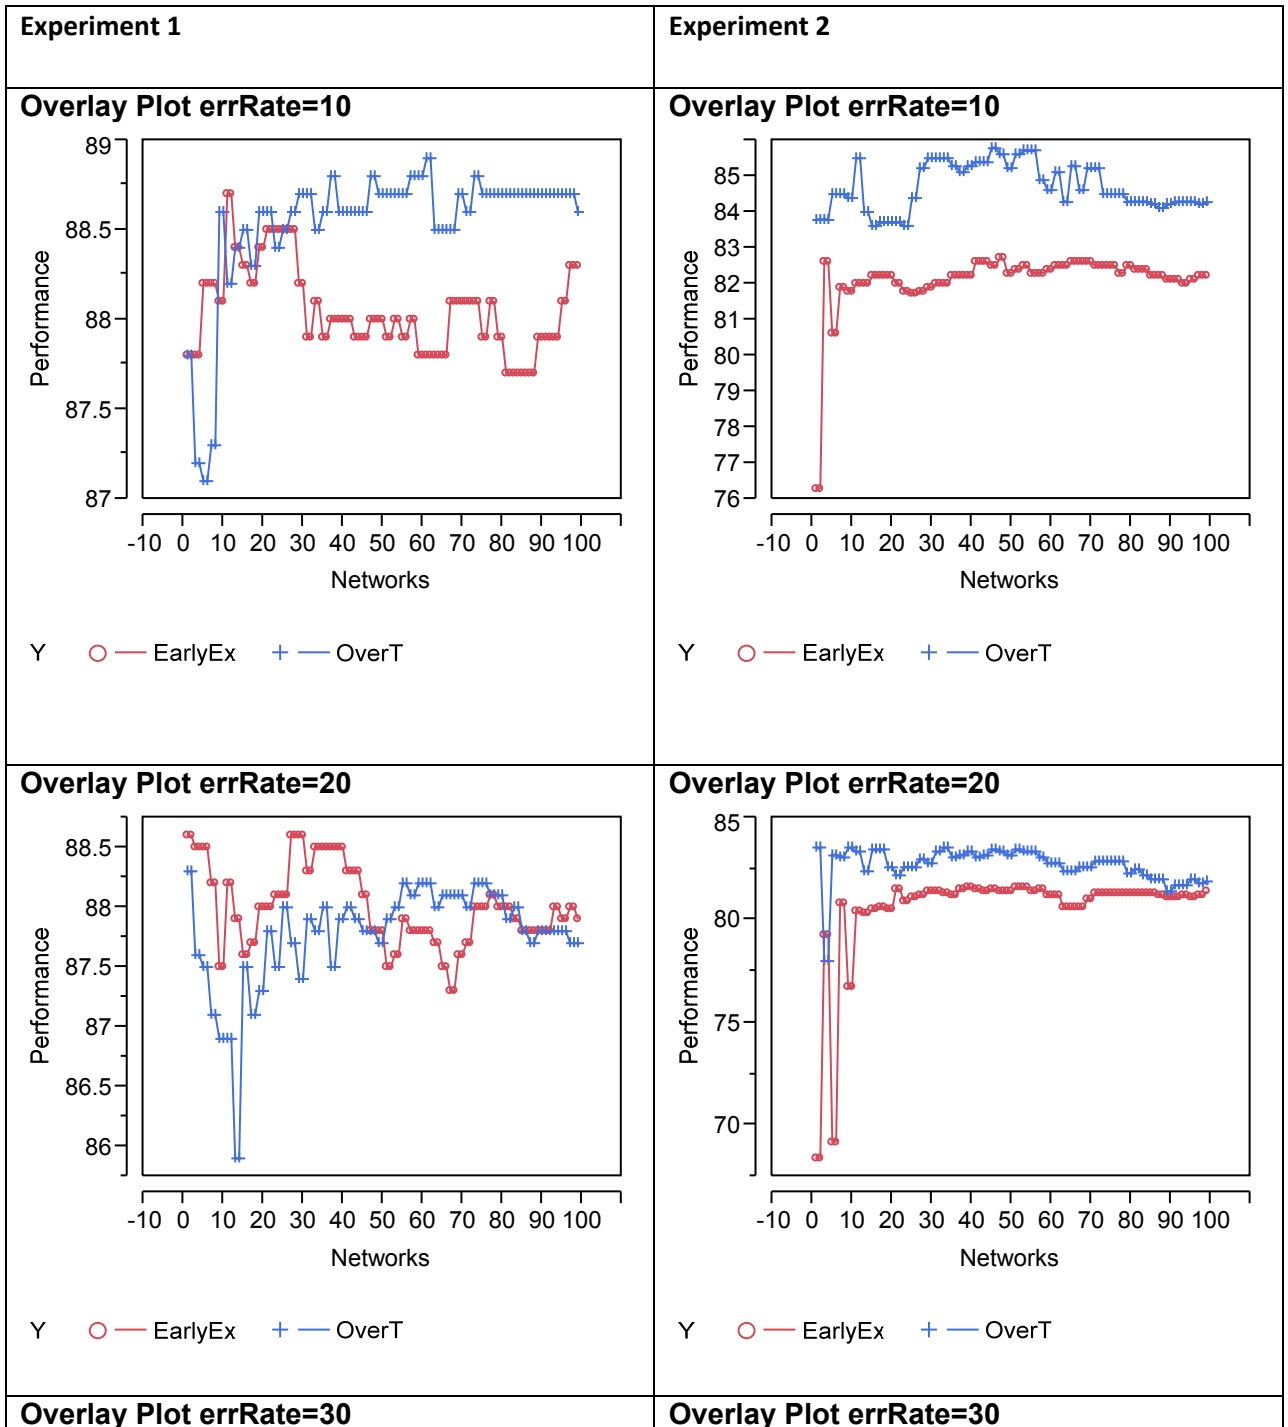 Experiment 1
Experiment 2
Overlay Plot errRate=10
89
88.5
88
87.5
87
Performance
-10 0 10 20 30 40 50 60 70 80 90 100
Networks
Y EarlyEx OverT
Overlay Plot errRate=10
85
84
83
82
81
80
79
78
77
76
Performance
-10 0 10 20 30 40 50 60 70 80 90 100
Networks
Y EarlyEx OverT
Overlay Plot errRate=20
88.5
88
87.5
87
86.5
86
Performance
-10 0 10 20 30 40 50 60 70 80 90 100
Networks
Y EarlyEx OverT
Overlay Plot errRate=20
85
80
75
70
Performance
-10 0 10 20 30 40 50 60 70 80 90 100
Networks
Y EarlyEx OverT
Overlay Plot errRate=30
Overlay Plot errRate=30